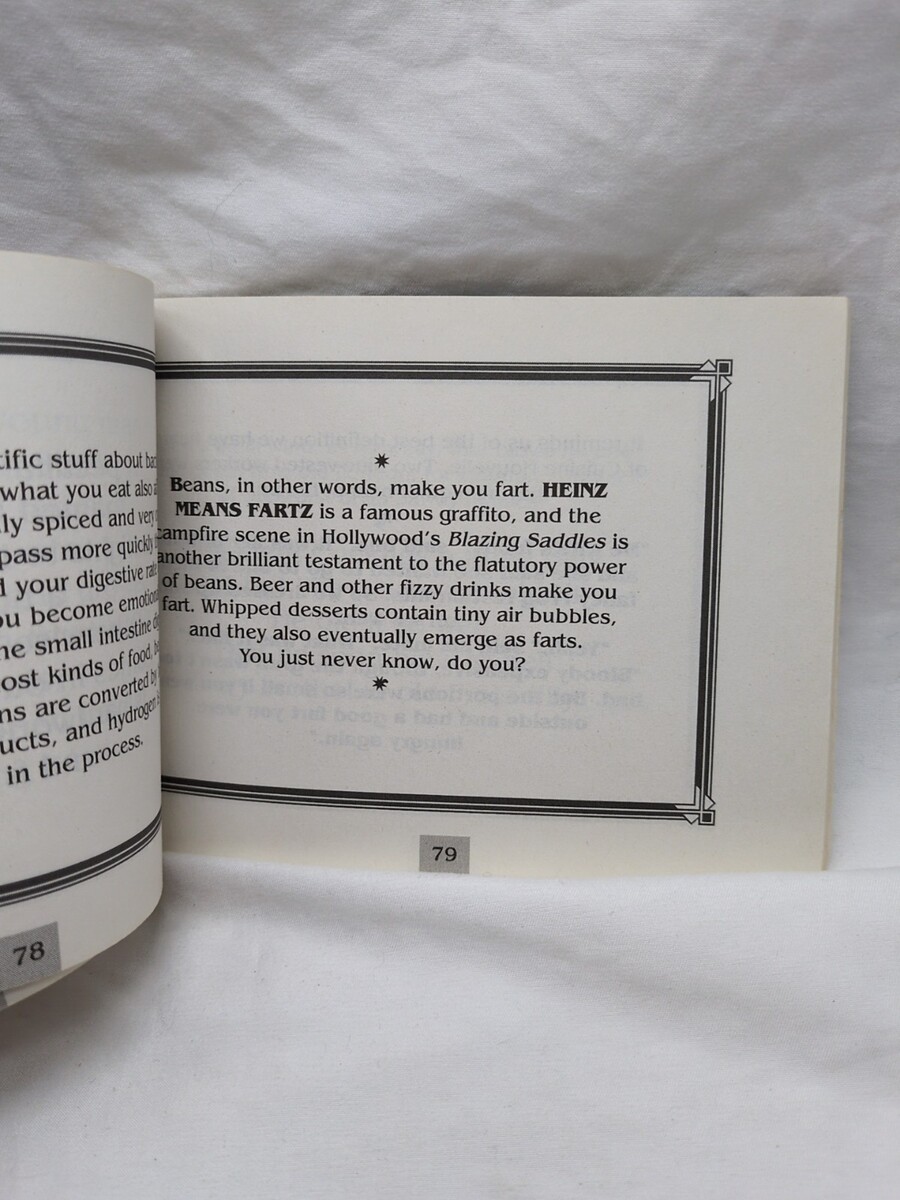 tific stuff about
what you eat also
ly spiced and very
pass more quickly
d your digestive
ou become
he small intestine
ost kinds of food,
ns are converted by
ucts, and hydrogen
in the process.
78
Beans, in other words, make you fart. HEINZ
MEANS FARTZ is a famous graffito, and the
campfire scene in Hollywood's Blazing Saddles is
another brilliant testament to the flatutory power
of beans. Beer and other fizzy drinks make you
fart. Whipped desserts contain tiny air bubbles,
and they also eventually emerge as farts.
You just never know, do you?
79